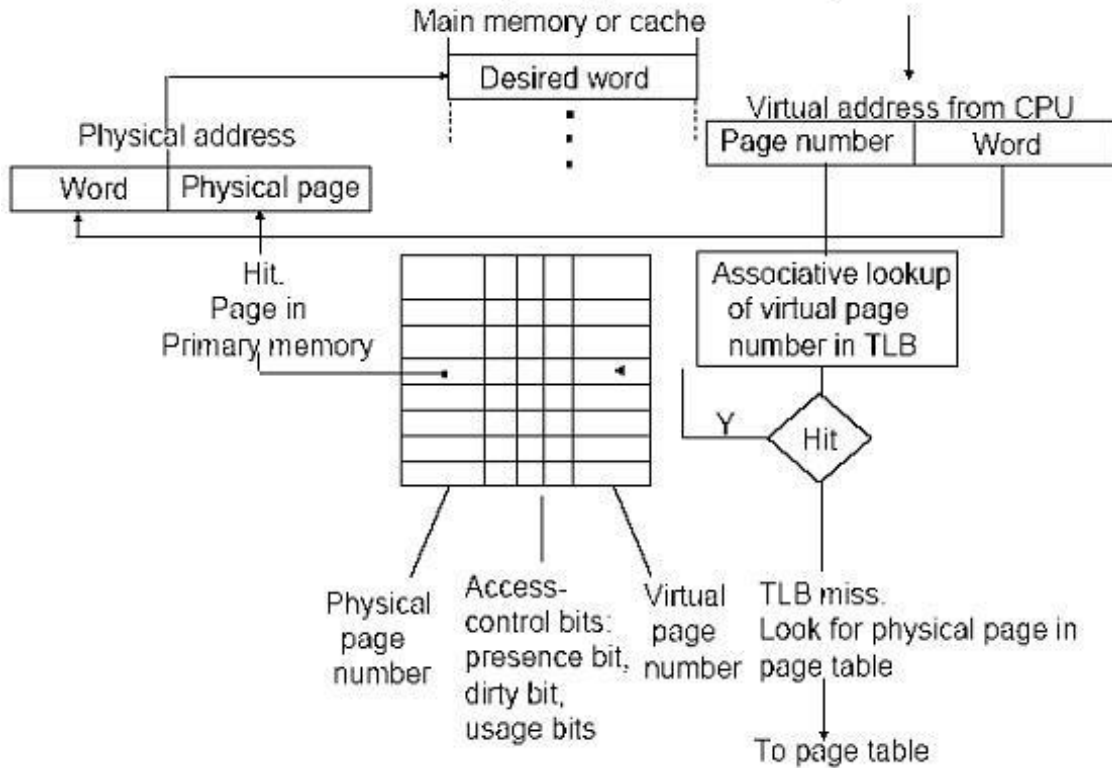 Main memory or cache
Desired word
Virtual address from CPU
Page number
Word
Physical address
Word
Physical page
Hit.
Page in
Primary memory
Associative lookup
of virtual page
number in TLB
Y
Hit
Physical
page
number
Access-
control bits:
presence bit,
dirty bit,
usage bits
Virtual
page
number
TLB miss.
Look for physical page in
page table
To page table